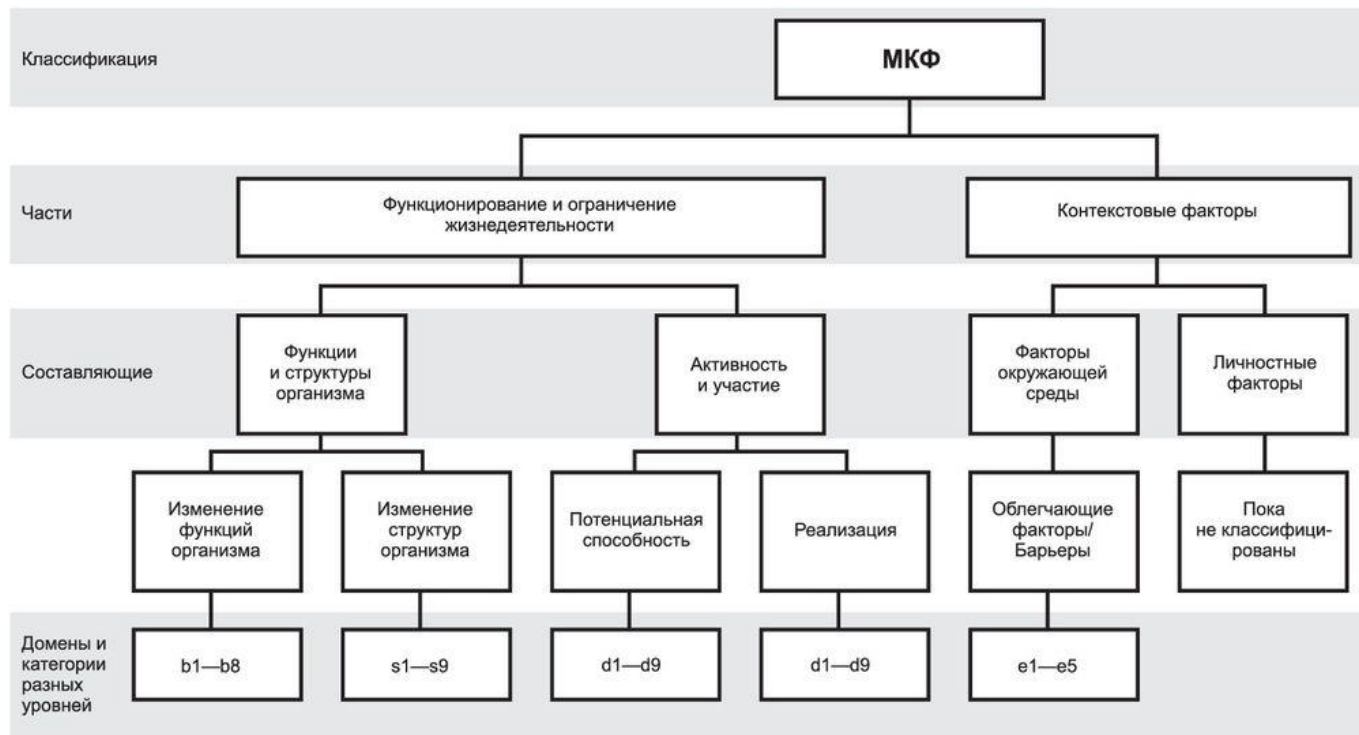 Классификация
МКФ
Части
Функционирование и ограничение
жизнедеятельности
Контекстовые факторы
Составляющие
Функции
и структуры
организма
Активность
и участие
Факторы
окружающей
среды
Личностные
факторы
Изменение
функций
организма
Изменение
структур
организма
Потенциальная
способность
Реализация
Облегчающие
факторы/
Барьеры
Пока
не классифици-
рованы
Домены и
категории
разных
уровней
b1—b8
s1—s9
d1—d9
d1—d9
e1—e5